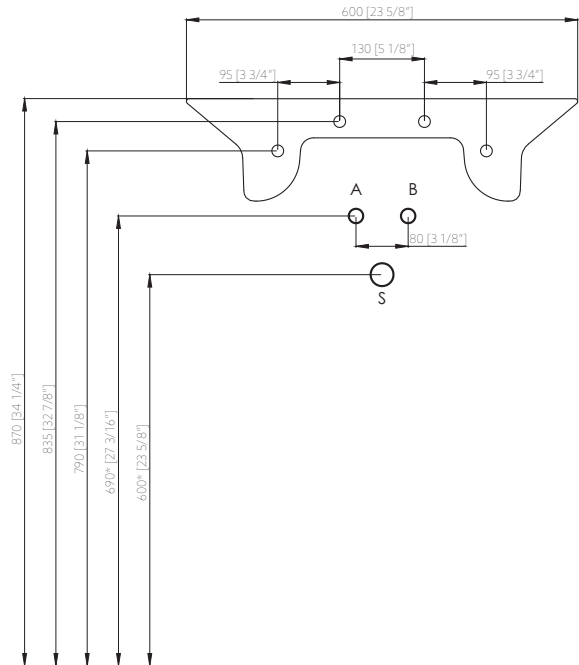 600 [23 5/8"]
130 [5 1/8"]
95 [3 3/4"]
95 [3 3/4"]
A
B
80 [3 1/8"]
S
870 [34 1/4"]
835 [32 7/8"]
790 [31 1/8"]
690* [27 3/16"]
600* [23 5/8"]